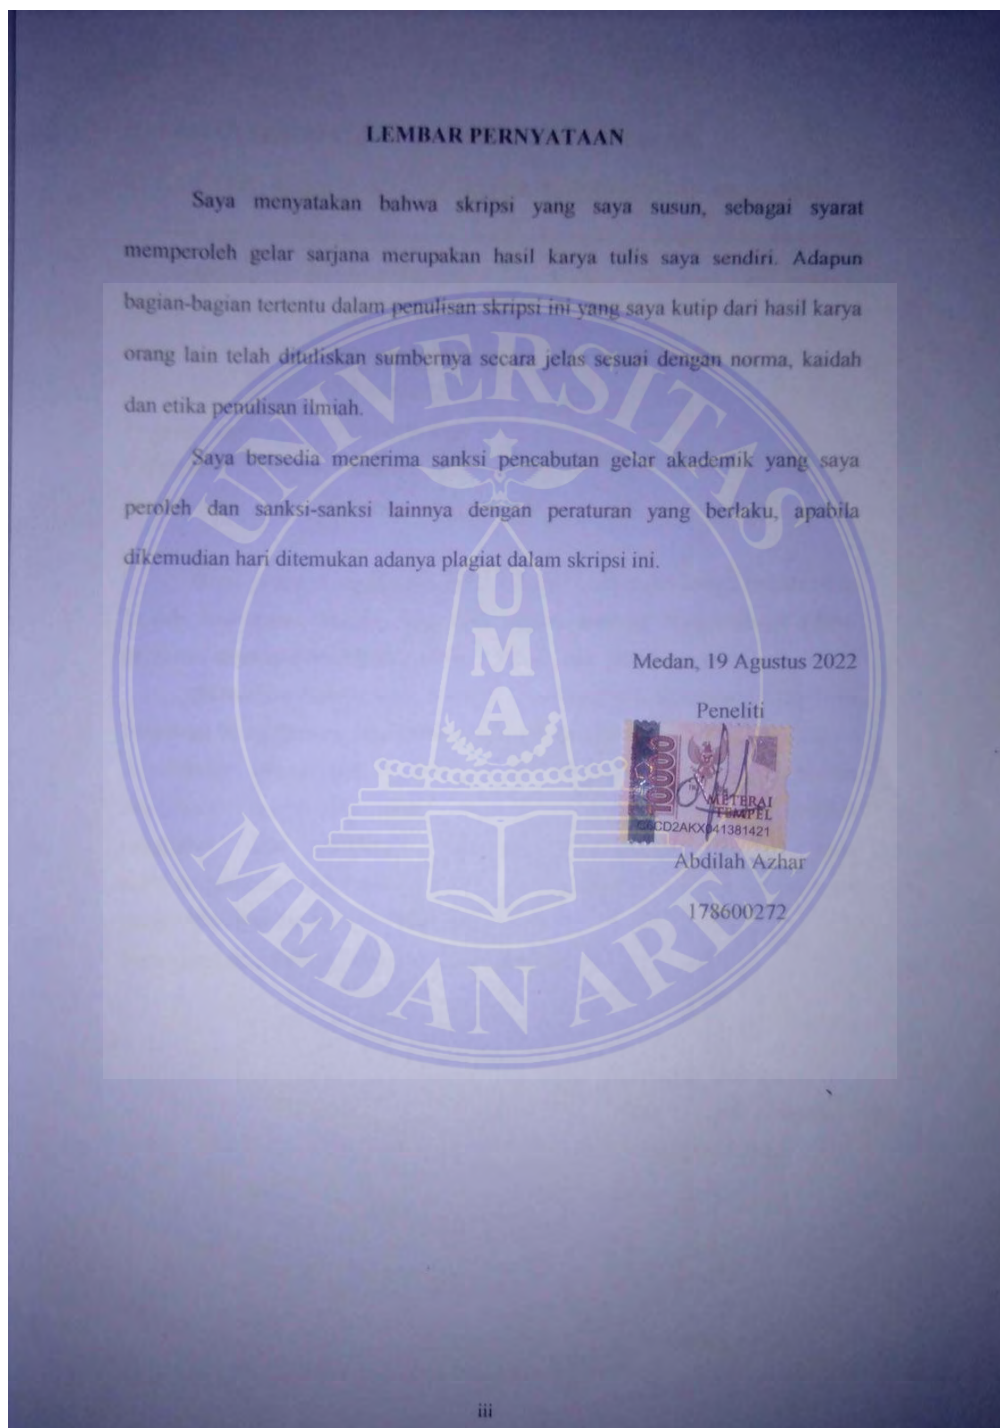 LEMBAR PERNYATAAN
Saya menyatakan bahwa skripsi yang saya susun, sebagai syarat
memperoleh gelar sarjana merupakan hasil karya tulis saya sendiri. Adapun
bagian-bagian tertentu dalam penulisan skripsi ini yang saya kutip dari hasil karya
orang lain telah dituliskan sumbernya secara jelas sesuai dengan norma, kaidah
dan etika penulisan ilmiah.
Saya bersedia menerima sanksi pencabutan gelar akademik yang saya
peroleh dan sanksi-sanksi lainnya dengan peraturan yang berlaku, apabila
dikemudian hari ditemukan adanya plagiat dalam skripsi ini.
UNIVERSITAS
UMA
MEDAN AREA
Medan, 19 Agustus 2022
Peneliti
10000
METERAI
TEMPEL
Abdilah Azhar
178600272
iii